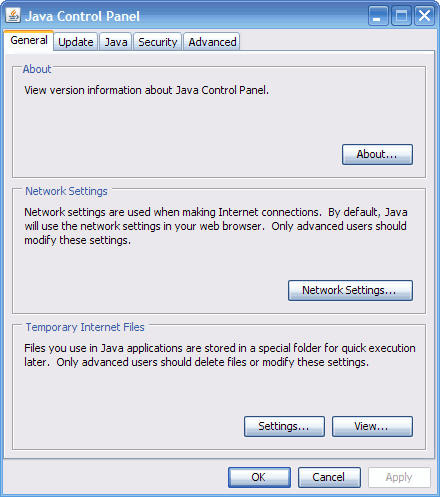 Java Control Panel
General Update Java Security Advanced
About
View version information about Java Control Panel.
About...
Network Settings
Network settings are used when making Internet connections.  By default, Java
will use the network settings in your web browser.  Only advanced users should
modify these settings.
Network Settings...
Temporary Internet Files
Files you use in Java applications are stored in a special folder for quick execution
later.  Only advanced users should delete files or modify these settings.
Settings... View...
OK Cancel Apply